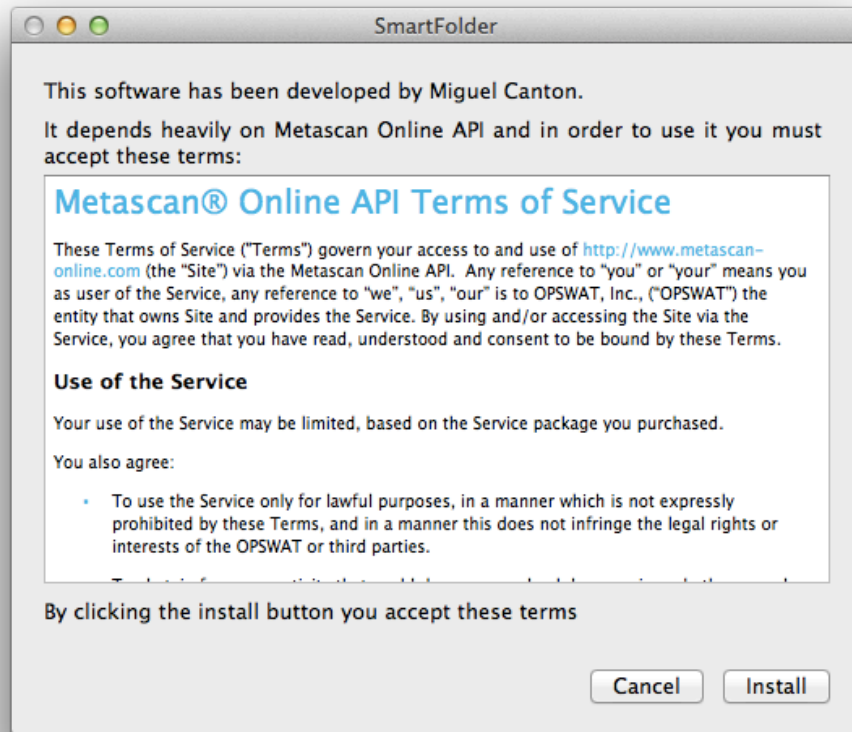 SmartFolder
This software has been developed by Miguel Canton.
It depends heavily on Metascan Online API and in order to use it you must
accept these terms:
Metascan® Online API Terms of Service
These Terms of Service ("Terms") govern your access to and use of http://www.metascan-
online.com (the “Site”) via the Metascan Online API.  Any reference to “you” or “your” means you
as user of the Service, any reference to “we”, “us”, “our” is to OPSWAT, Inc., (“OPSWAT”) the
entity that owns Site and provides the Service. By using and/or accessing the Site via the
Service, you agree that you have read, understood and consent to be bound by these Terms.
Use of the Service
Your use of the Service may be limited, based on the Service package you purchased.
You also agree:
• To use the Service only for lawful purposes, in a manner which is not expressly
prohibited by these Terms, and in a manner this does not infringe the legal rights or
interests of the OPSWAT or third parties.
By clicking the install button you accept these terms
Cancel Install